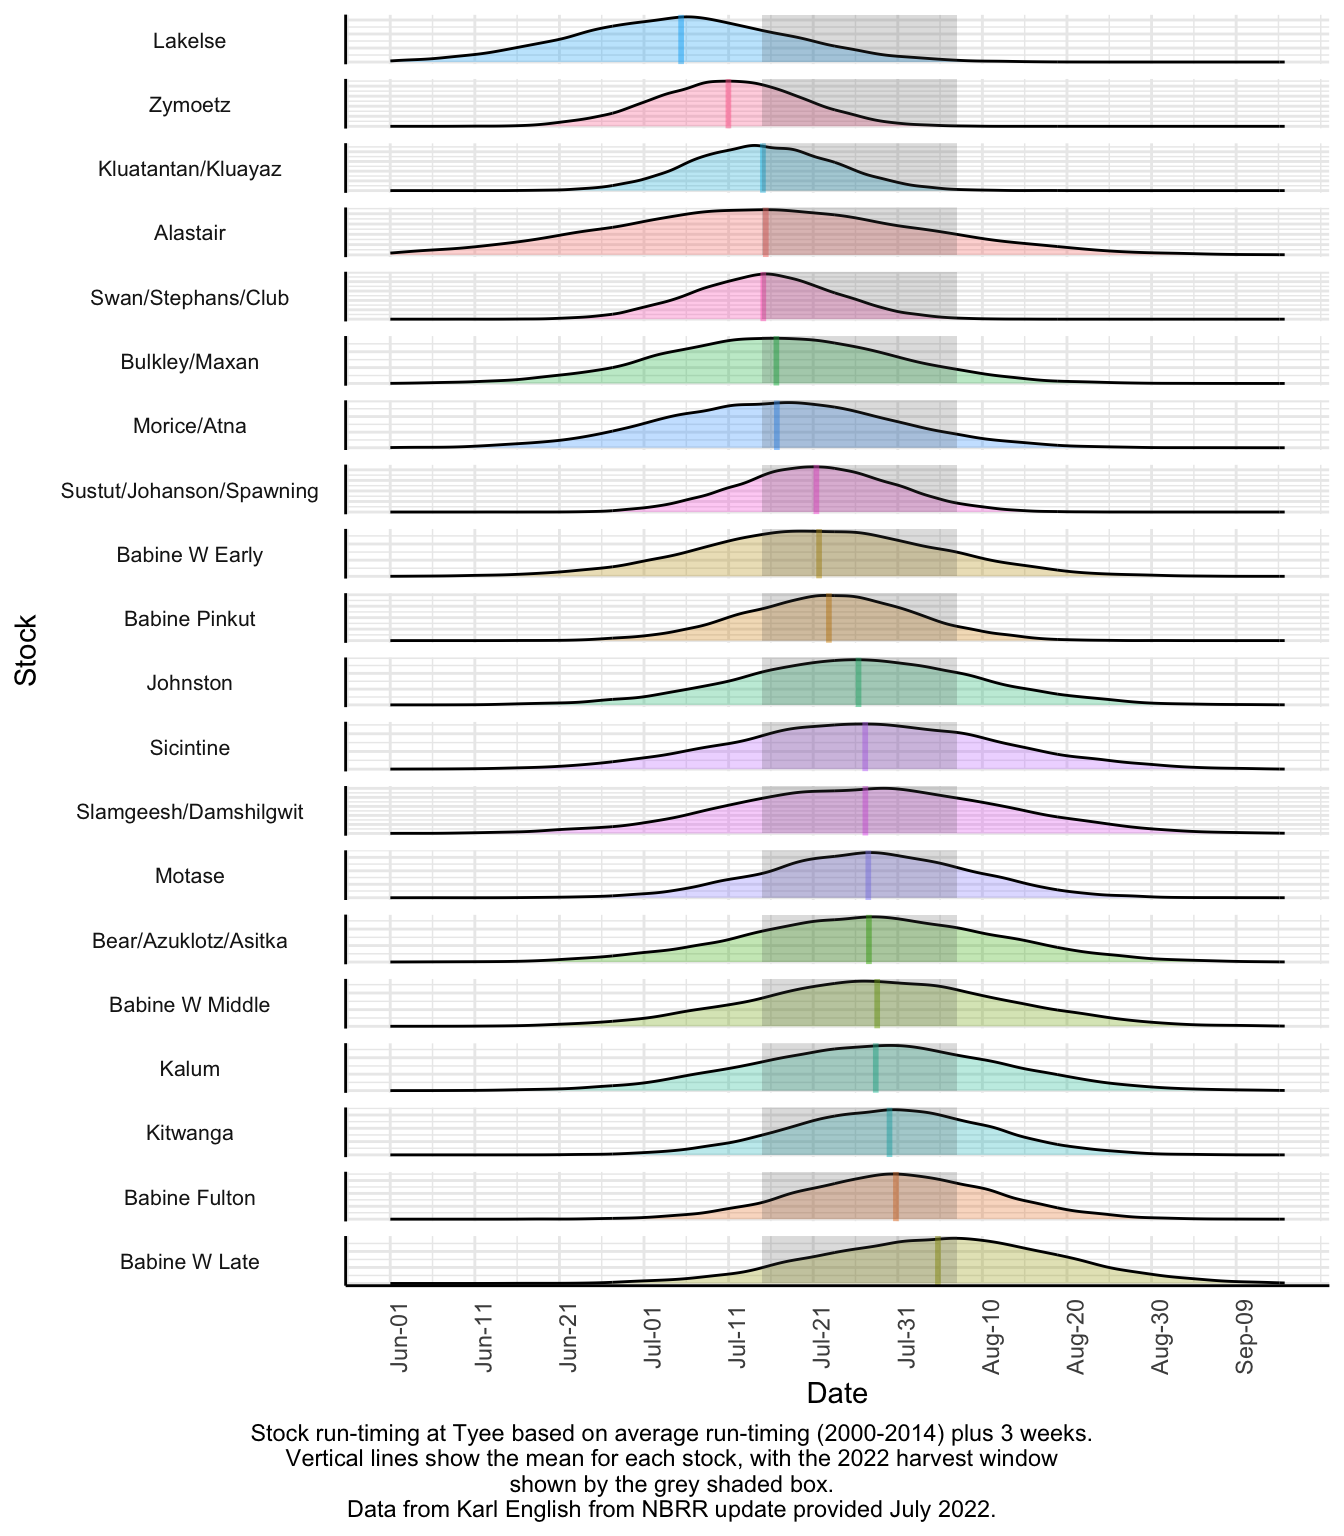 Lakelse
Zymoetz
Kluatantan/Kluayaz
Alastair
Swan/Stephans/Club
Bulkley/Maxan
Morice/Atna
Sustut/Johanson/Spawning
Babine W Early
Babine Pinkut
Johnston
Sicintine
Slamgeesh/Damshilgwit
Motase
Bear/Azuklotz/Asitka
Babine W Middle
Kalum
Kitwanga
Babine Fulton
Babine W Late
Stock
Jun-01
Jun-11
Jun-21
Jul-01
Jul-11
Jul-21
Jul-31
Aug-10
Aug-20
Aug-30
Sep-09
Date
Stock run-timing at Tyee based on average run-timing (2000-2014) plus 3 weeks.
Vertical lines show the mean for each stock, with the 2022 harvest window
shown by the grey shaded box.
Data from Karl English from NBRR update provided July 2022.